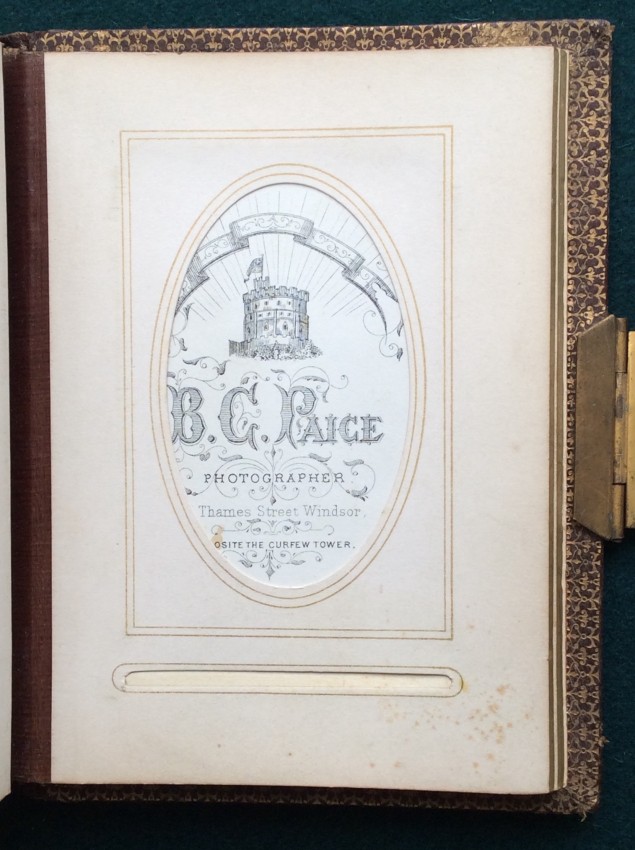 B. C. PAICE
PHOTOGRAPHER
Thames Street Windsor,
OSITE THE CURFEW TOWER.